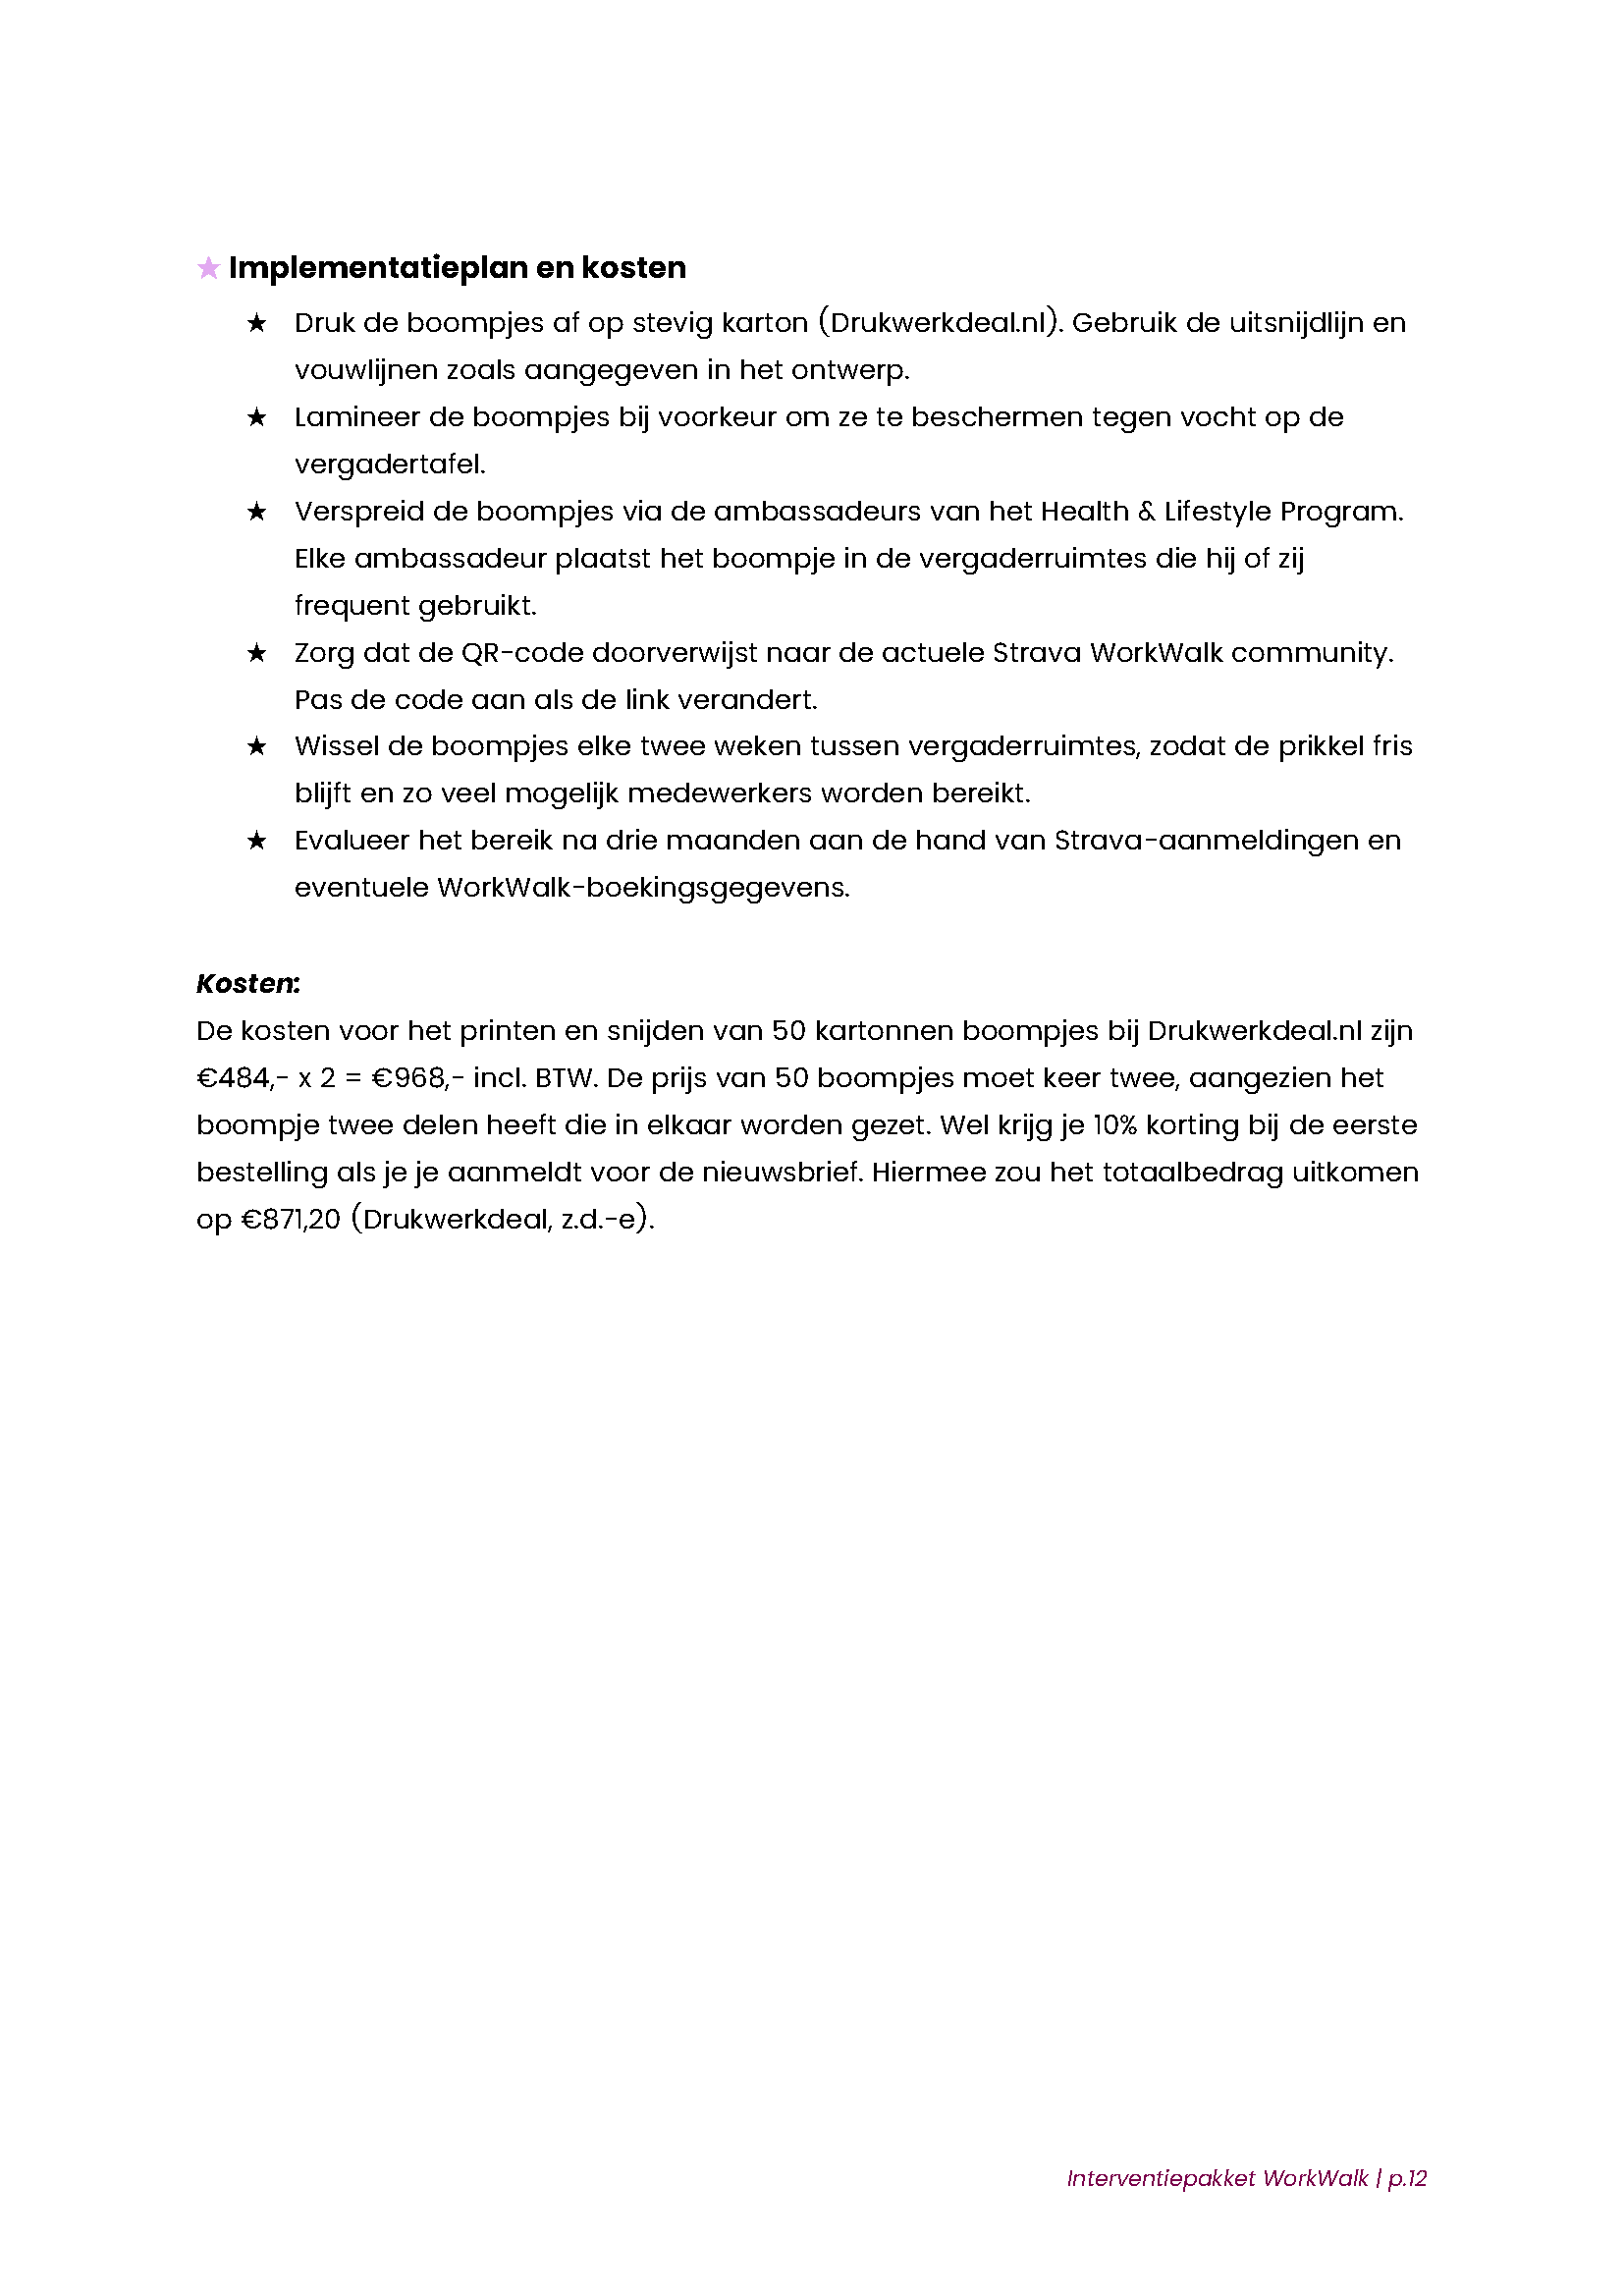 ★ Implementatieplan en kosten
★ Druk de boompjes af op stevig karton (Drukwerkdeal.nl). Gebruik de uitsnijdlijn en
vouwlijnen zoals aangegeven in het ontwerp.
★ Lamineer de boompjes bij voorkeur om ze te beschermen tegen vocht op de
vergadertafel.
★ Verspreid de boompjes via de ambassadeurs van het Health & Lifestyle Program.
Elke ambassadeur plaatst het boompje in de vergaderruimtes die hij of zij
frequent gebruikt.
★ Zorg dat de QR-code doorverwijst naar de actuele Strava WorkWalk community.
Pas de code aan als de link verandert.
★ Wissel de boompjes elke twee weken tussen vergaderruimtes, zodat de prikkel fris
blijft en zo veel mogelijk medewerkers worden bereikt.
★ Evalueer het bereik na drie maanden aan de hand van Strava-aanmeldingen en
eventuele WorkWalk-boekingsgegevens.
Kosten:
De kosten voor het printen en snijden van 50 kartonnen boompjes bij Drukwerkdeal.nl zijn
€484,- x 2 = €968,- incl. BTW. De prijs van 50 boompjes moet keer twee, aangezien het
boompje twee delen heeft die in elkaar worden gezet. Wel krijg je 10% korting bij de eerste
bestelling als je je aanmeldt voor de nieuwsbrief. Hiermee zou het totaalbedrag uitkomen
op €871,20 (Drukwerkdeal, z.d.-e).
Interventiepakket WorkWalk | p.12